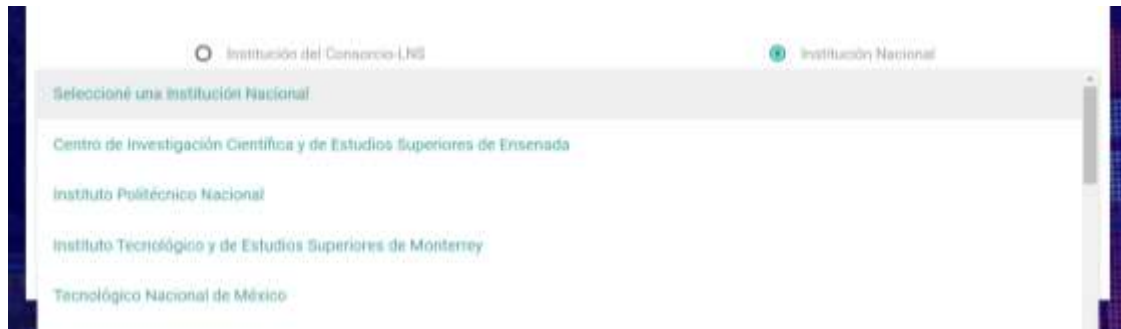 Institución del Consorcio-LNS
Institución Nacional
Seleccioné una Institución Nacional
Centro de Investigación Científica y de Estudios Superiores de Ensenada
Instituto Politécnico Nacional
Instituto Tecnológico y de Estudios Superiores de Monterrey
Tecnológico Nacional de México